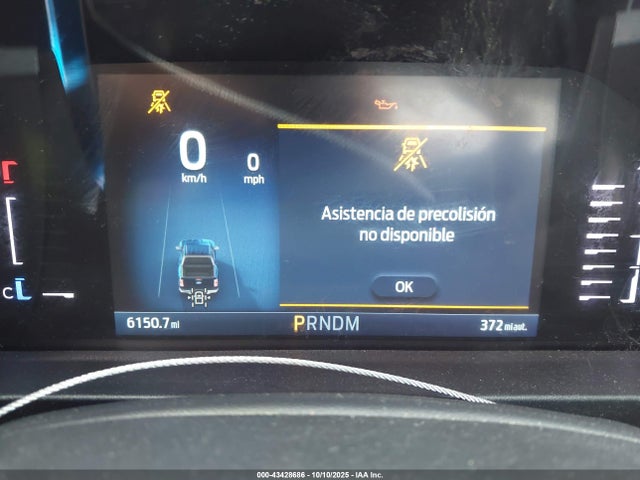 0
km/h
0
mph
Asistencia de precolisión
no disponible
OK
C
6150.7 mi
PRNDM
372 mi aut.
000-43428686 - 10/10/2025 - IAA Inc.